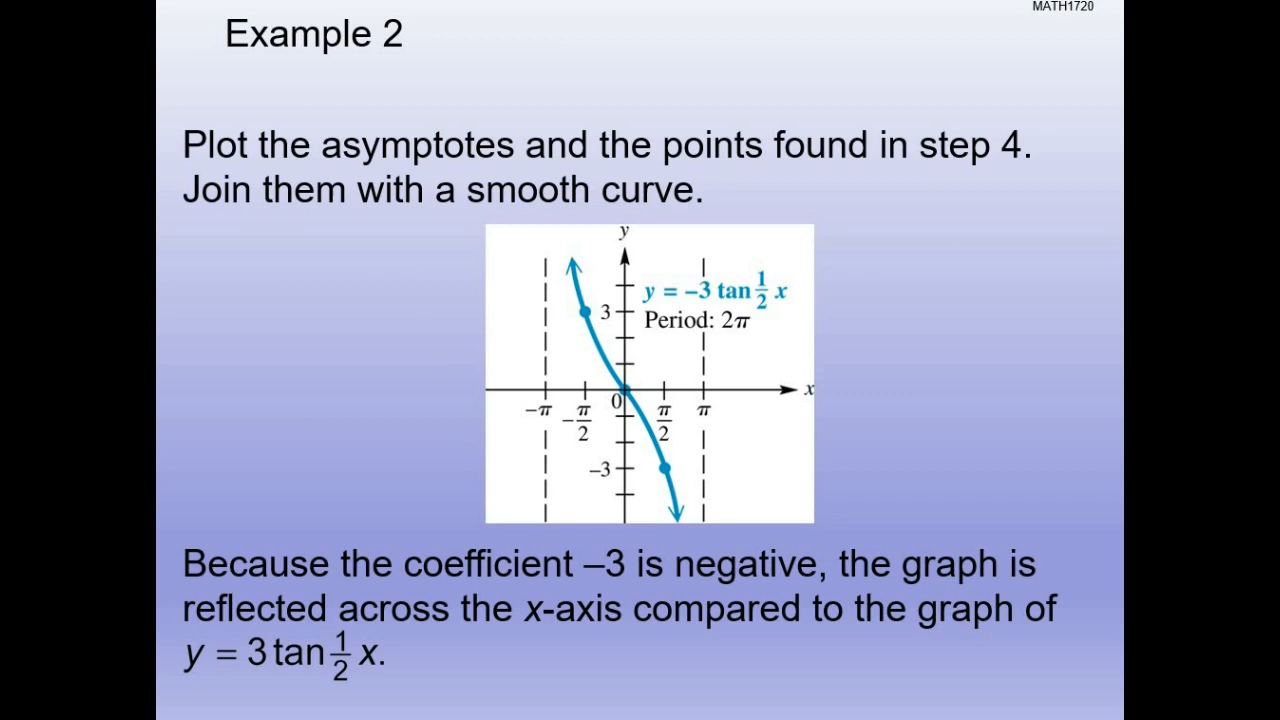 MATH1720
Example 2
Plot the asymptotes and the points found in step 4.
Join them with a smooth curve.
y
y = –3 tan 1/2 x
3
Period: 2π
x
0
–π
–π/2
π/2
π
–3
Because the coefficient –3 is negative, the graph is
reflected across the x-axis compared to the graph of
y = 3 tan 1/2 x.